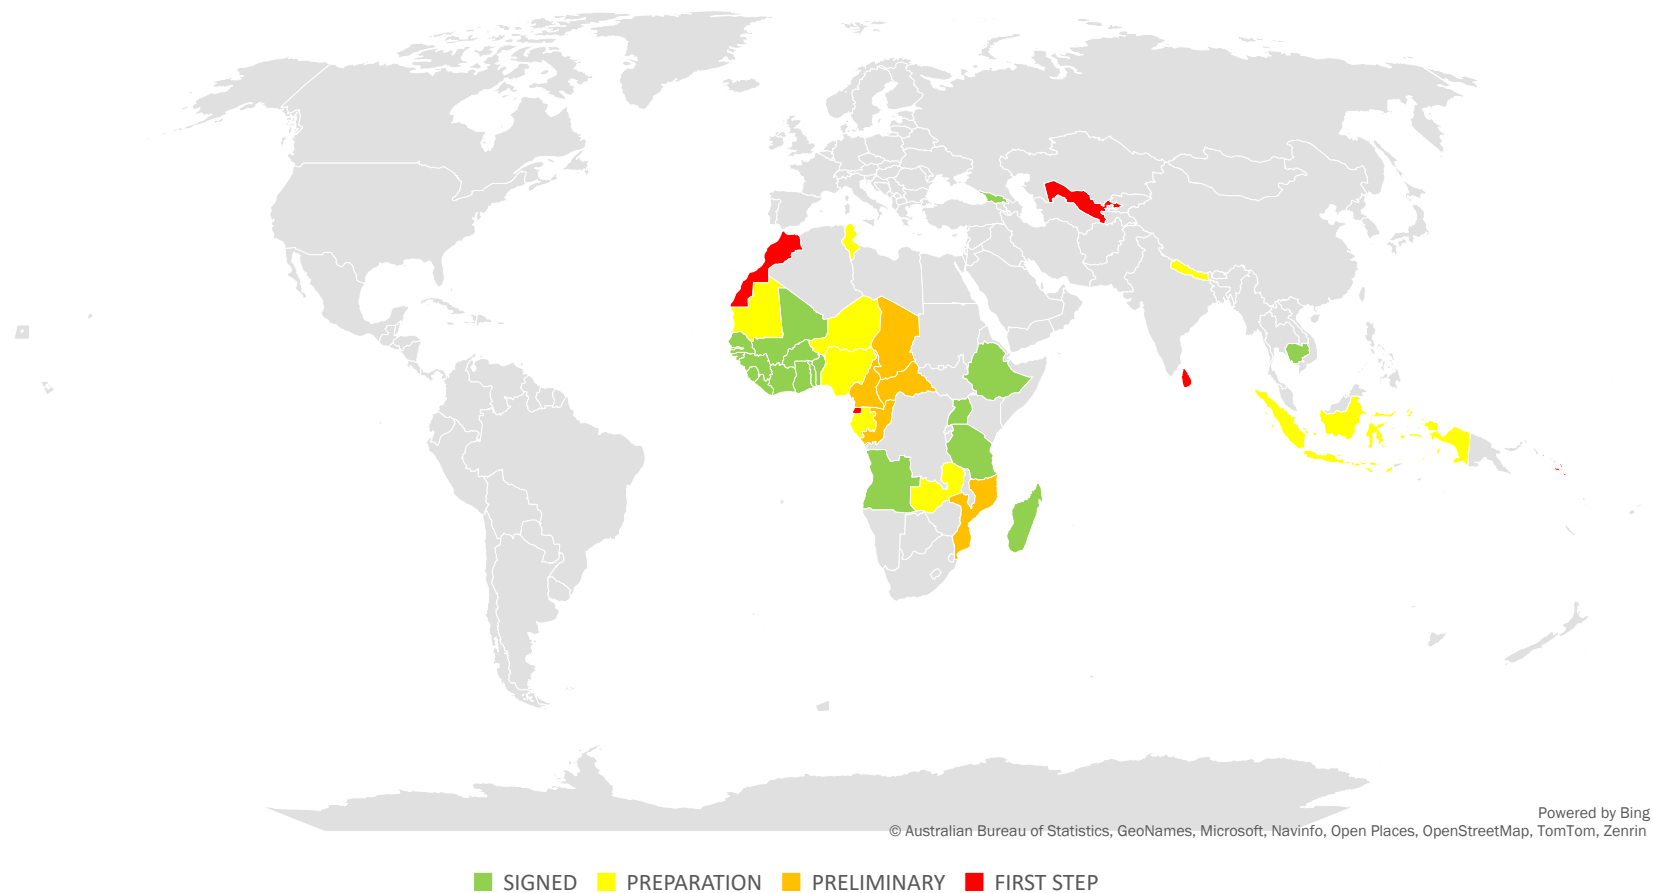 Powered by Bing
© Australian Bureau of Statistics, GeoNames, Microsoft, Navinfo, Open Places, OpenStreetMap, TomTom, Zenrin
SIGNED PREPARATION PRELIMINARY FIRST STEP